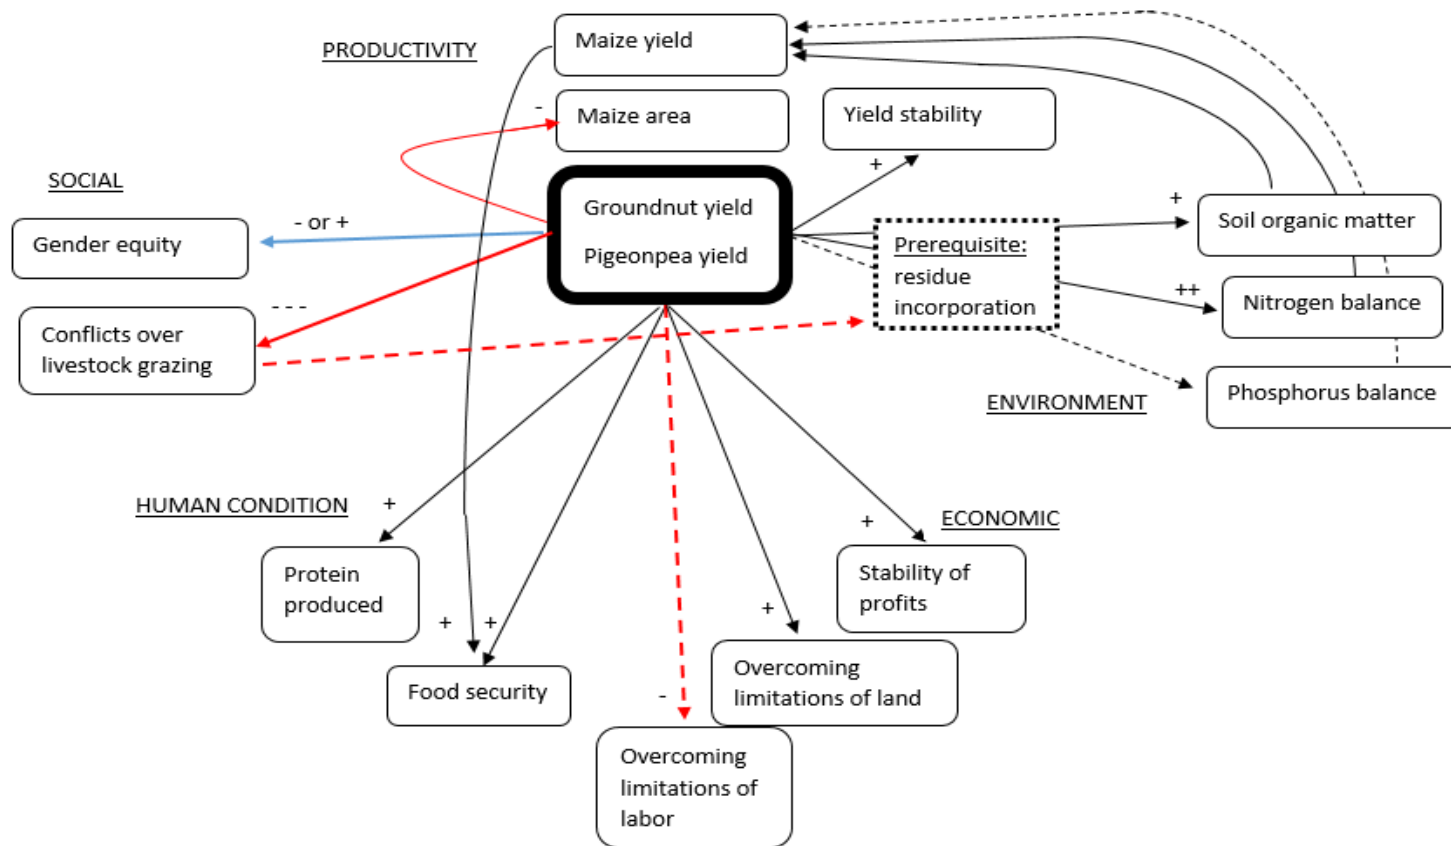 PRODUCTIVITY
Maize yield
-
Maize area
Yield stability
+
SOCIAL
Groundnut yield
Pigeonpea yield
- or +
Gender equity
Prerequisite:
residue
incorporation
+
Soil organic matter
++
Nitrogen balance
- - -
Conflicts over
livestock grazing
ENVIRONMENT
Phosphorus balance
HUMAN CONDITION
+
+
ECONOMIC
Protein
produced
Stability of
profits
+
+
+
Food security
Overcoming
limitations of land
-
Overcoming
limitations of
labor